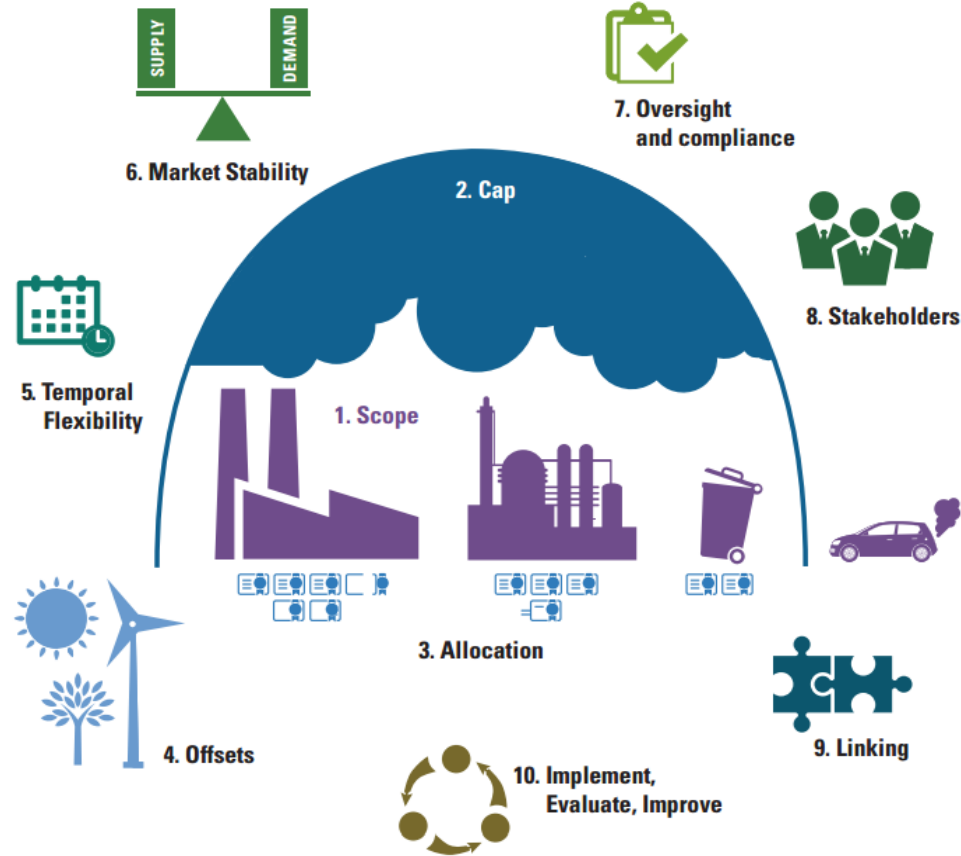 SUPPLY
DEMAND
6. Market Stability
7. Oversight
and compliance
2. Cap
8. Stakeholders
5. Temporal
Flexibility
1. Scope
3. Allocation
4. Offsets
9. Linking
10. Implement,
Evaluate, Improve